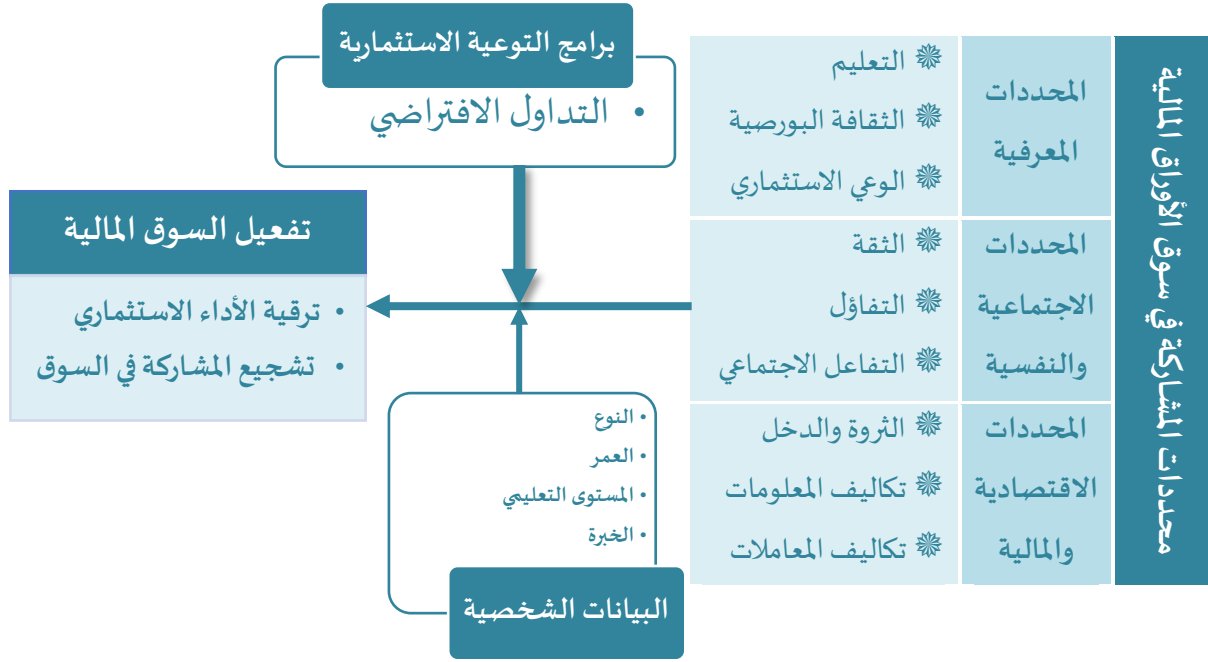 محددات المشاركة في سوق الأوراق المالية
المحددات
المعرفية
التعليم
الثقافة البورصية
الوعي الاستثماري
المحددات
الاجتماعية
والنفسية
الثقة
التفاؤل
التفاعل الاجتماعي
المحددات
الاقتصادية
والمالية
الثروة والدخل
تكاليف المعلومات
تكاليف المعاملات
برامج التوعية الاستثمارية
• التداول الافتراضي
تفعيل السوق المالية
• ترقية الأداء الاستثماري
• تشجيع المشاركة في السوق
• النوع
• العمر
• المستوى التعليمي
• الخبرة
البيانات الشخصية